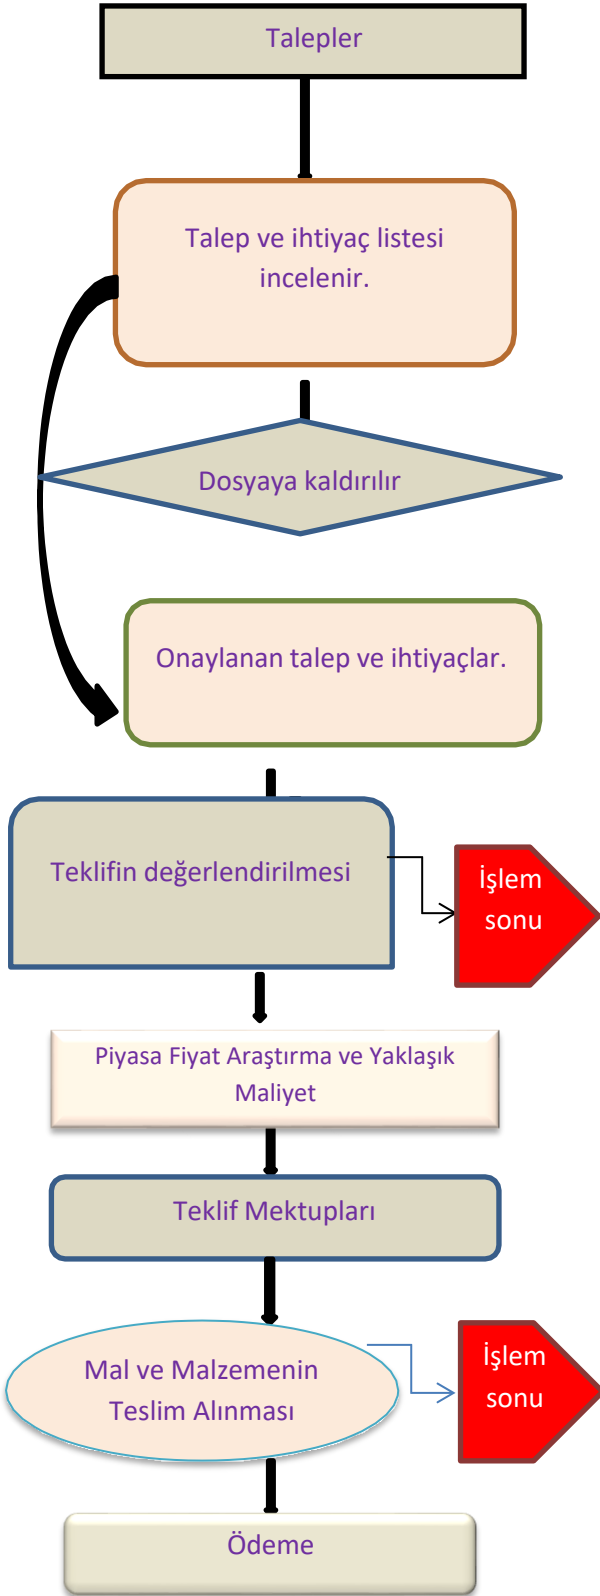 Talepler
Talep ve ihtiyaç listesi
incelenir.
Dosyaya kaldırılır
Onaylanan talep ve ihtiyaçlar.
Teklifin değerlendirilmesi
İşlem
sonu
Piyasa Fiyat Araştırma ve Yaklaşık
Maliyet
Teklif Mektupları
Mal ve Malzemenin
Teslim Alınması
İşlem
sonu
Ödeme